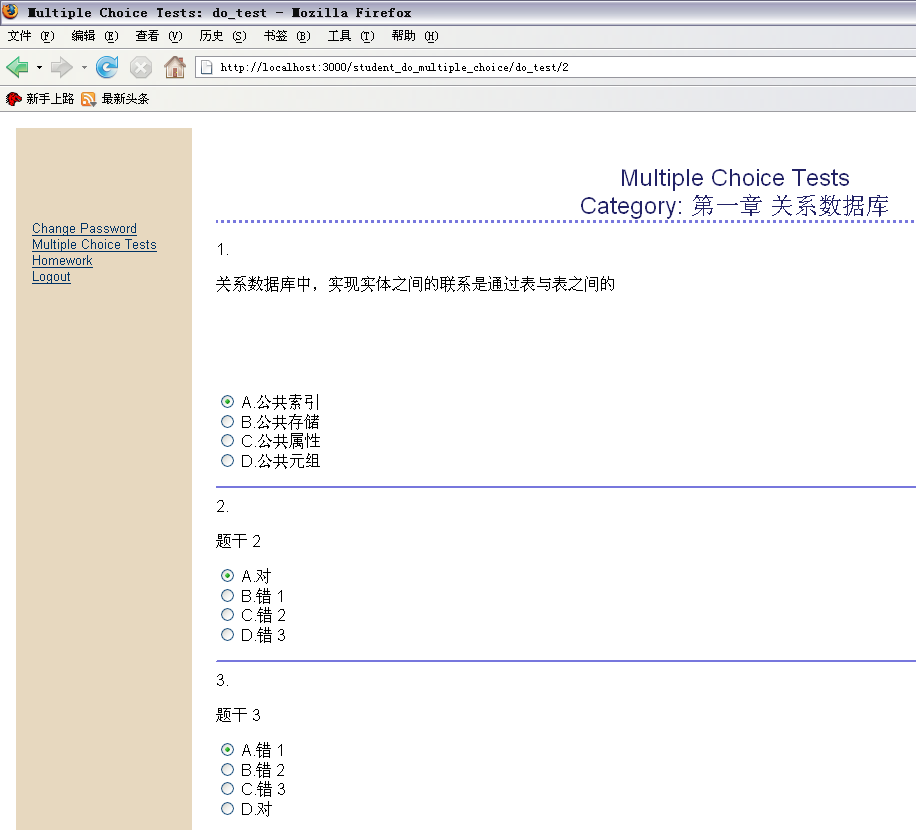 Multiple Choice Tests: do_test - Mozilla Firefox
文件 (F) 编辑 (E) 查看 (V) 历史 (S) 书签 (B) 工具 (T) 帮助 (H)
http://localhost:3000/student_do_multiple_choice/do_test/2
新手上路 最新头条
Change Password
Multiple Choice Tests
Homework
Logout
Multiple Choice Tests
Category: 第一章 关系数据库
1.
关系数据库中，实现实体之间的联系是通过表与表之间的
A.公共索引
B.公共存储
C.公共属性
D.公共元组
2.
题干 2
A.对
B.错 1
C.错 2
D.错 3
3.
题干 3
A.错 1
B.错 2
C.错 3
D.对